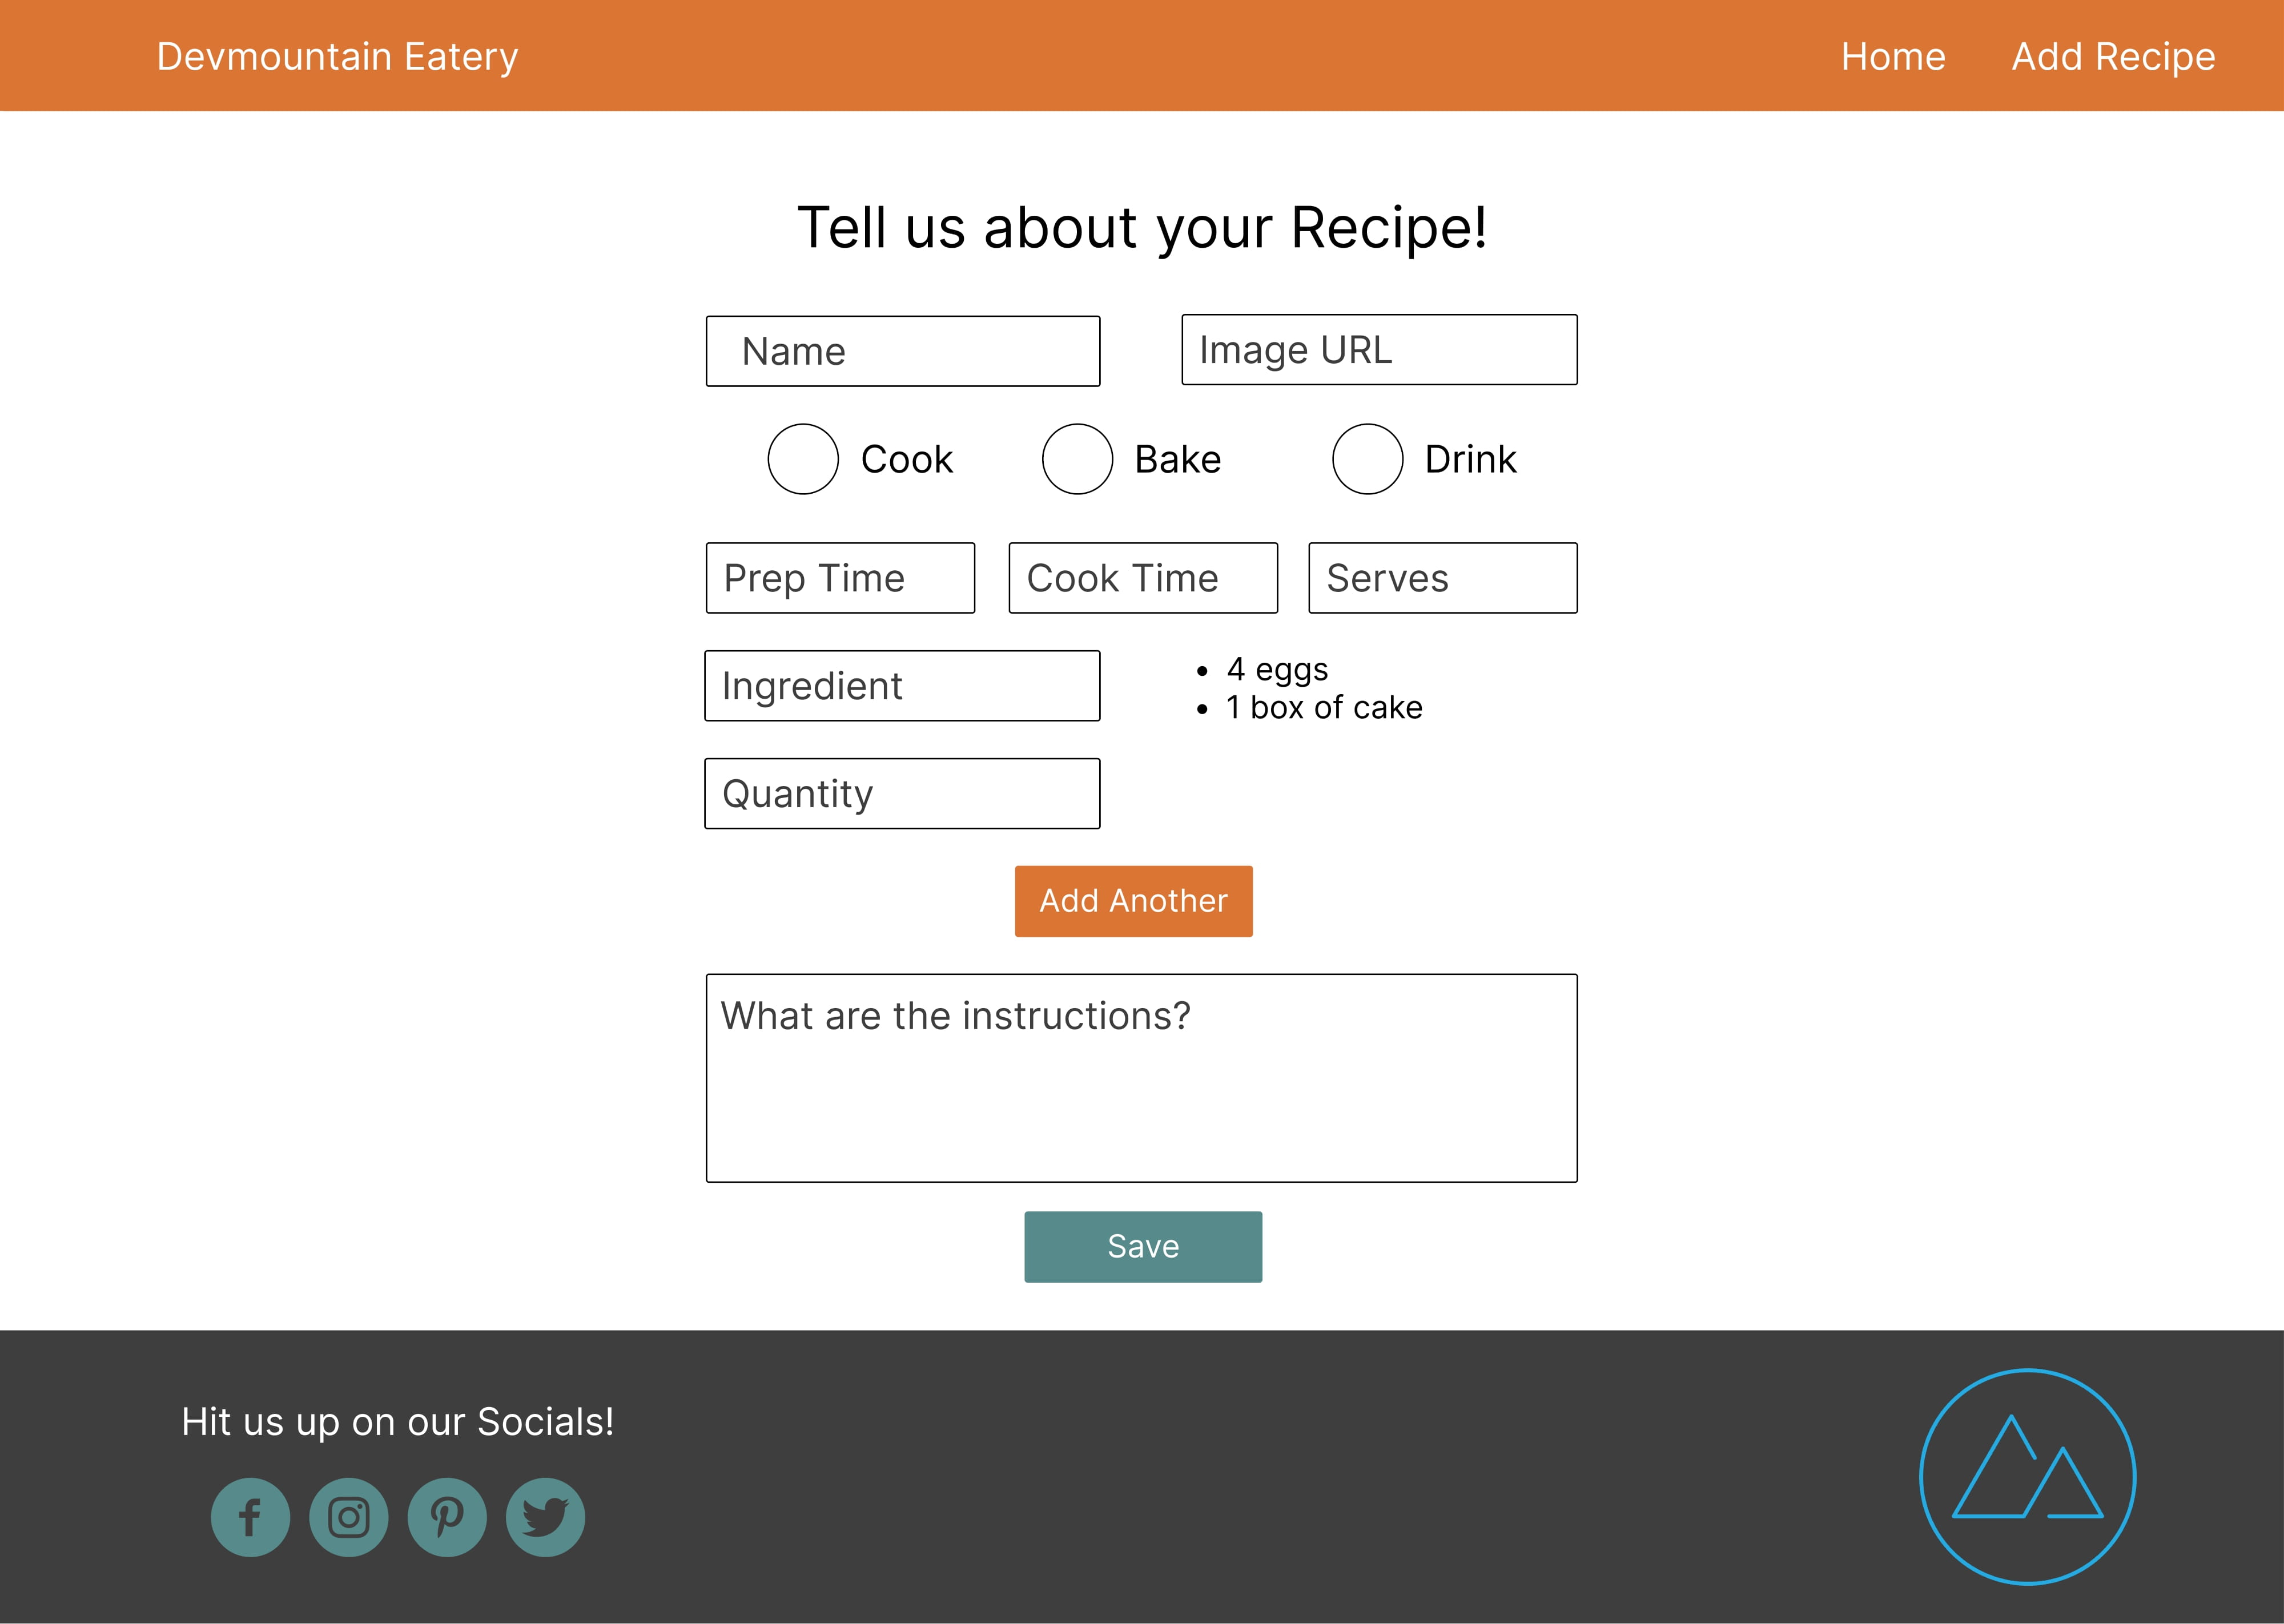 Devmountain Eatery
Home
Add Recipe
Tell us about your Recipe!
Name
Image URL
Cook
Bake
Drink
Prep Time
Cook Time
Serves
Ingredient
• 4 eggs
• 1 box of cake
Quantity
Add Another
What are the instructions?
Save
Hit us up on our Socials!